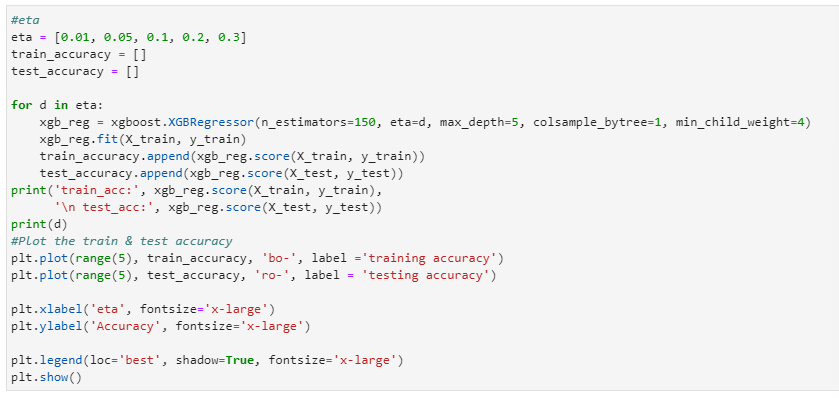 #eta
eta = [0.01, 0.05, 0.1, 0.2, 0.3]
train_accuracy = []
test_accuracy = []

for d in eta:
    xgb_reg = xgboost.XGBRegressor(n_estimators=150, eta=d, max_depth=5, colsample_bytree=1, min_child_weight=4)
    xgb_reg.fit(X_train, y_train)
    train_accuracy.append(xgb_reg.score(X_train, y_train))
    test_accuracy.append(xgb_reg.score(X_test, y_test))
print('train_acc:', xgb_reg.score(X_train, y_train),
      '\n test_acc:', xgb_reg.score(X_test, y_test))
print(d)
#Plot the train & test accuracy
plt.plot(range(5), train_accuracy, 'bo-', label ='training accuracy')
plt.plot(range(5), test_accuracy, 'ro-', label = 'testing accuracy')

plt.xlabel('eta', fontsize='x-large')
plt.ylabel('Accuracy', fontsize='x-large')

plt.legend(loc='best', shadow=True, fontsize='x-large')
plt.show()